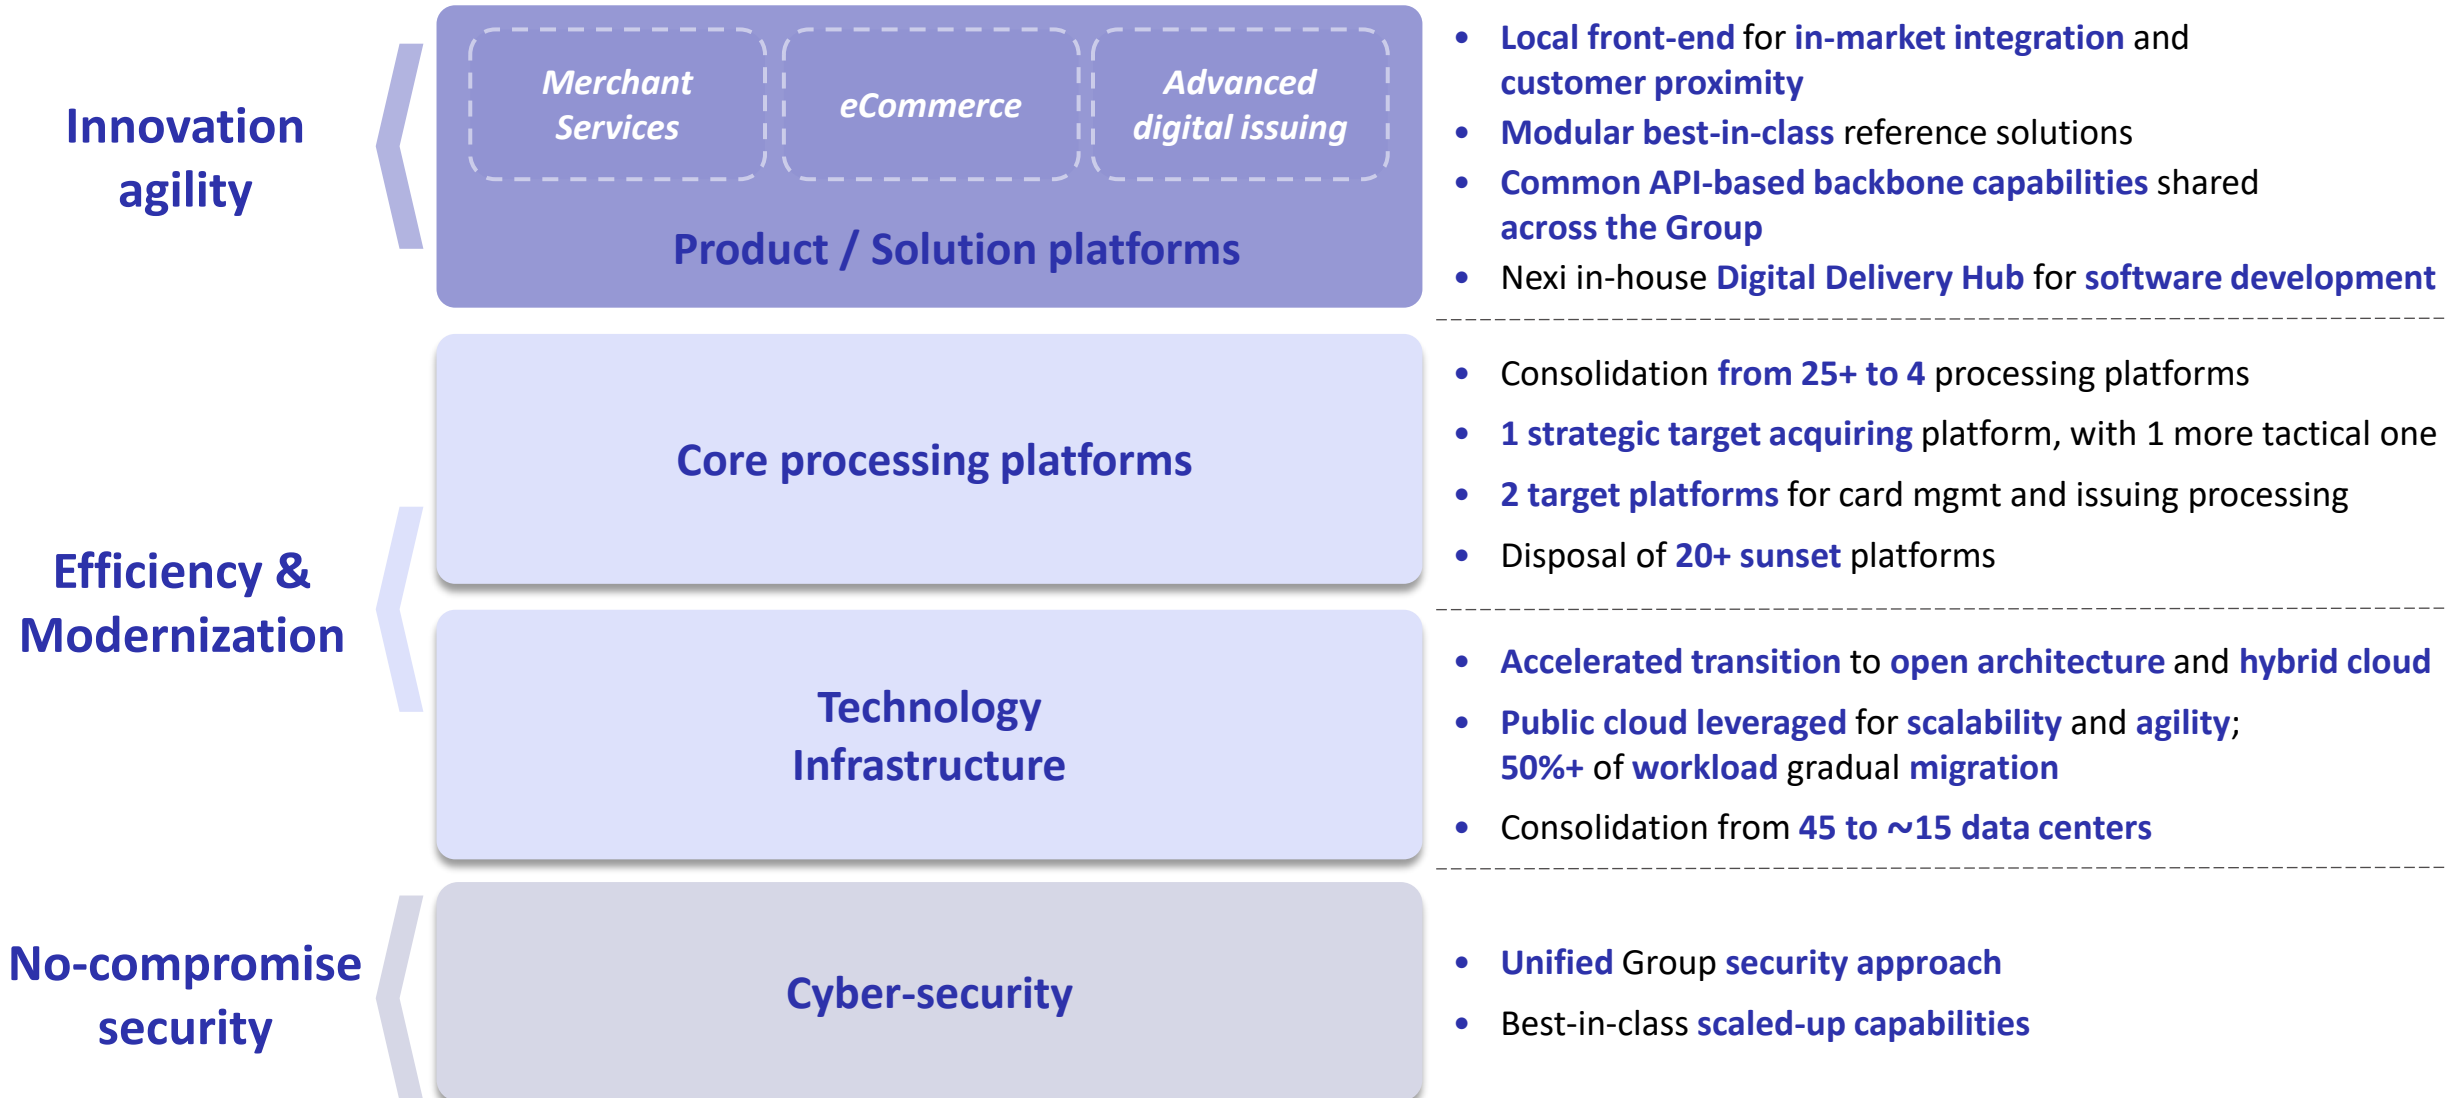 Innovation
agility
Merchant
Services
eCommerce
Advanced
digital issuing
Product / Solution platforms
• Local front-end for in-market integration and
customer proximity
• Modular best-in-class reference solutions
• Common API-based backbone capabilities shared
across the Group
• Nexi in-house Digital Delivery Hub for software development
Efficiency &
Modernization
Core processing platforms
• Consolidation from 25+ to 4 processing platforms
• 1 strategic target acquiring platform, with 1 more tactical one
• 2 target platforms for card mgmt and issuing processing
• Disposal of 20+ sunset platforms
Technology
Infrastructure
• Accelerated transition to open architecture and hybrid cloud
• Public cloud leveraged for scalability and agility;
50%+ of workload gradual migration
• Consolidation from 45 to ~15 data centers
No-compromise
security
Cyber-security
• Unified Group security approach
• Best-in-class scaled-up capabilities